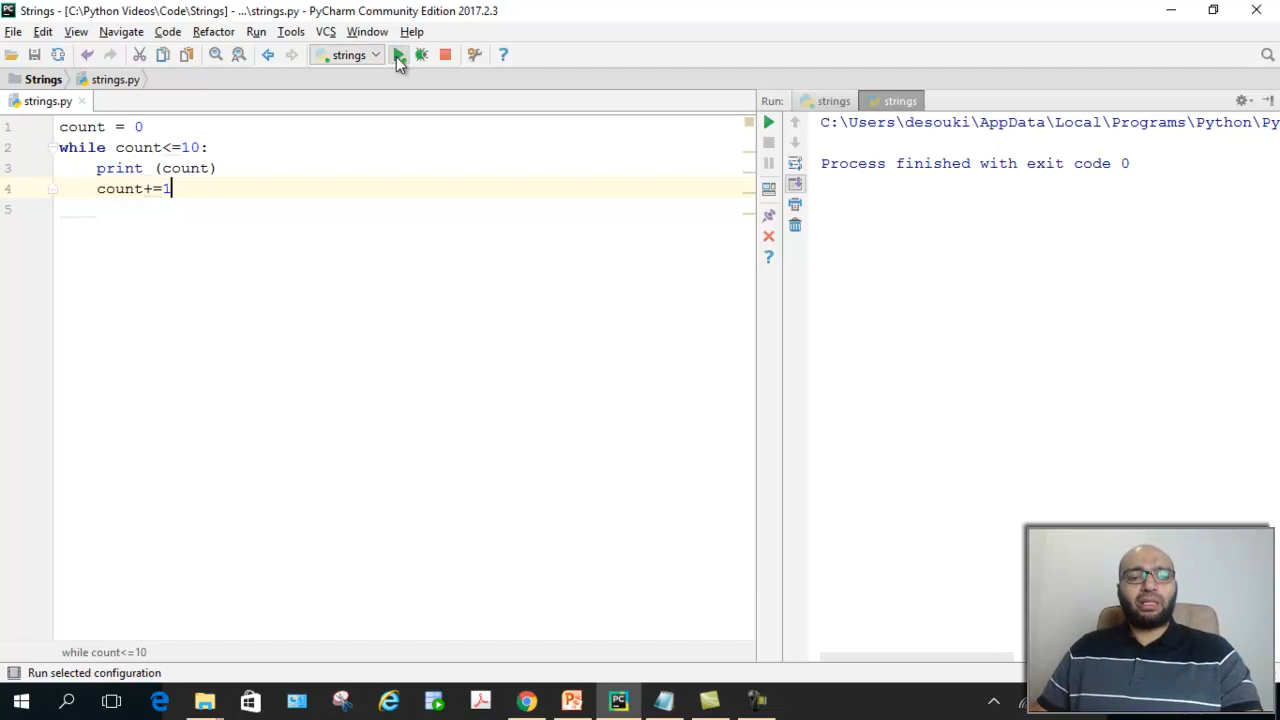 Strings - [C:\Python Videos\Code\Strings] - ...\strings.py - PyCharm Community Edition 2017.2.3
File Edit View Navigate Code Refactor Run Tools VCS Window Help
strings
Strings strings.py
strings.py
Run: strings strings
1 count = 0
2 while count<=10:
3 print (count)
4 count+=1
5
C:\Users\desouki\AppData\Local\Programs\Python\Py
Process finished with exit code 0
while count<=10
Run selected configuration